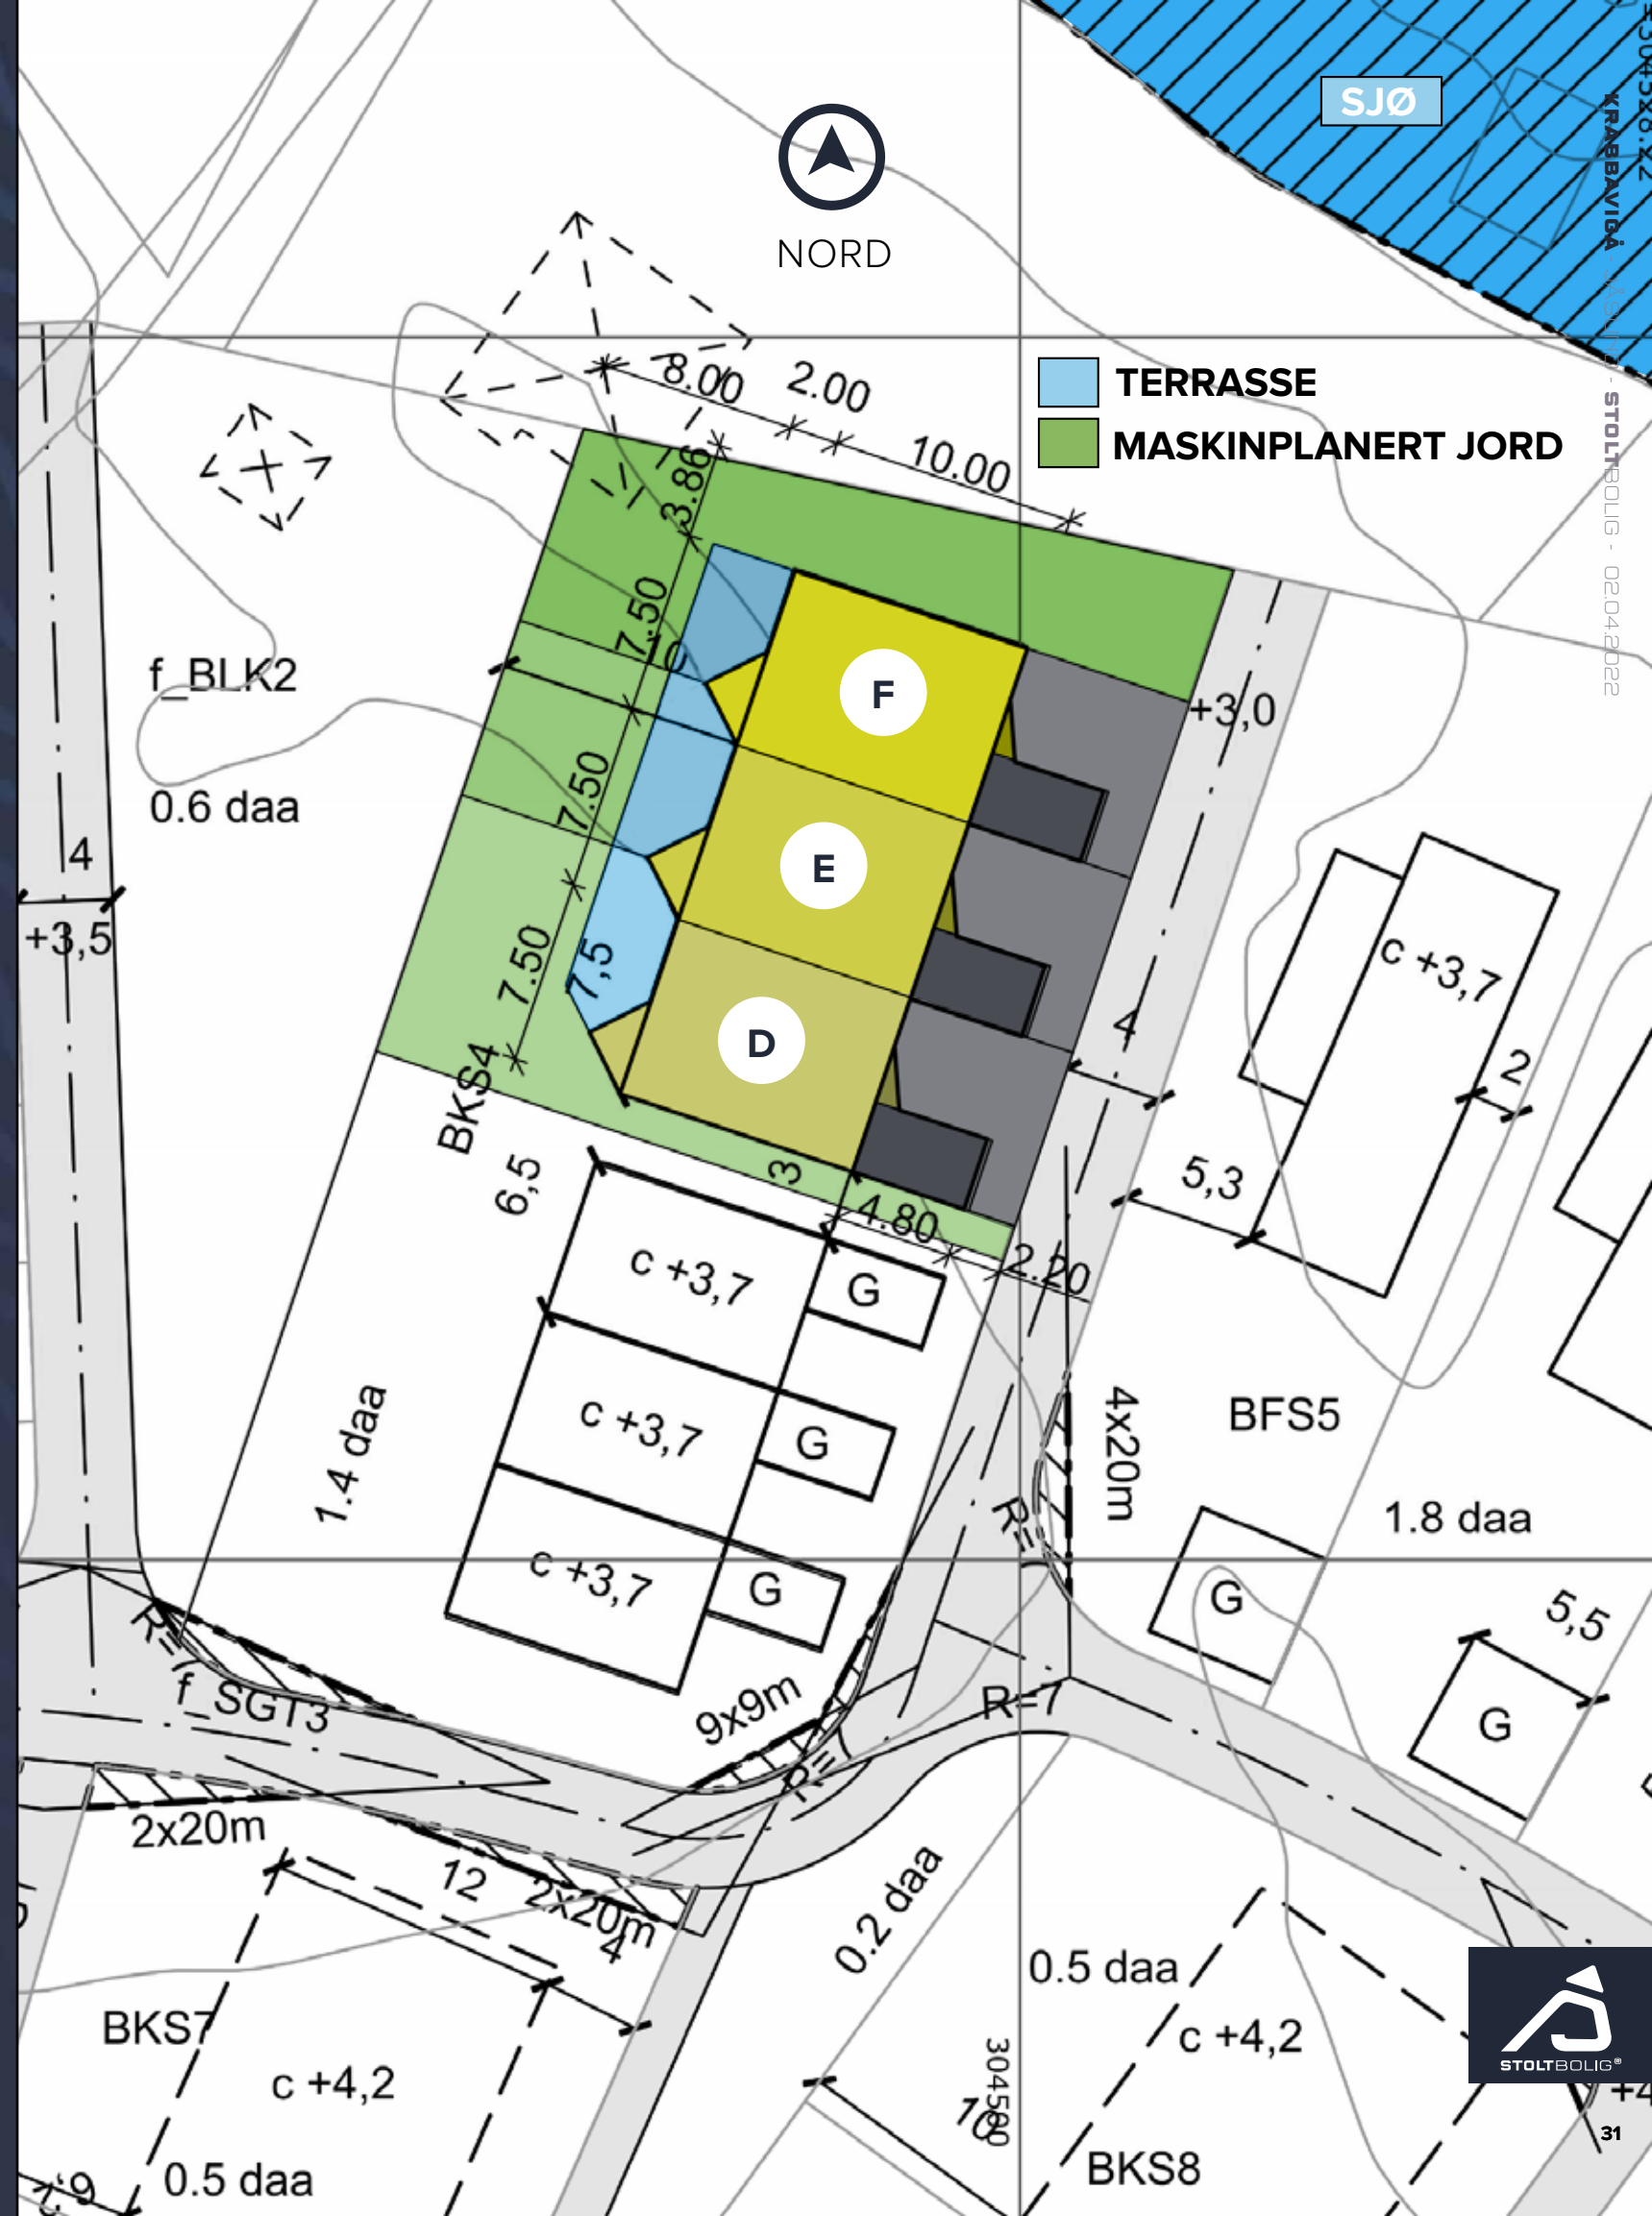 SJØ
NORD
TERRASSE
MASKINPLANERT JORD
KRABBAVIGÅ
STOLTBOLIG - 02.04.2022
8.00
2.00
10.00
3.86
7.50
10
f_BLK2
F
+3,0
7.50
0.6 daa
4
E
+3,5
c +3,7
7.50
7,5
D
4
2
BKS4
6,5
3
5,3
4.80
2.20
c +3,7
G
4x20m
BFS5
1.4 daa
c +3,7
G
1.8 daa
c +3,7
G
G
5,5
f_SGT3
9x9m
R=7
G
2x20m
12
2x20m
4
0.2 daa
0.5 daa
BKS7
c +4,2
c +4,2
STOLTBOLIG®
10
31
0.5 daa
BKS8